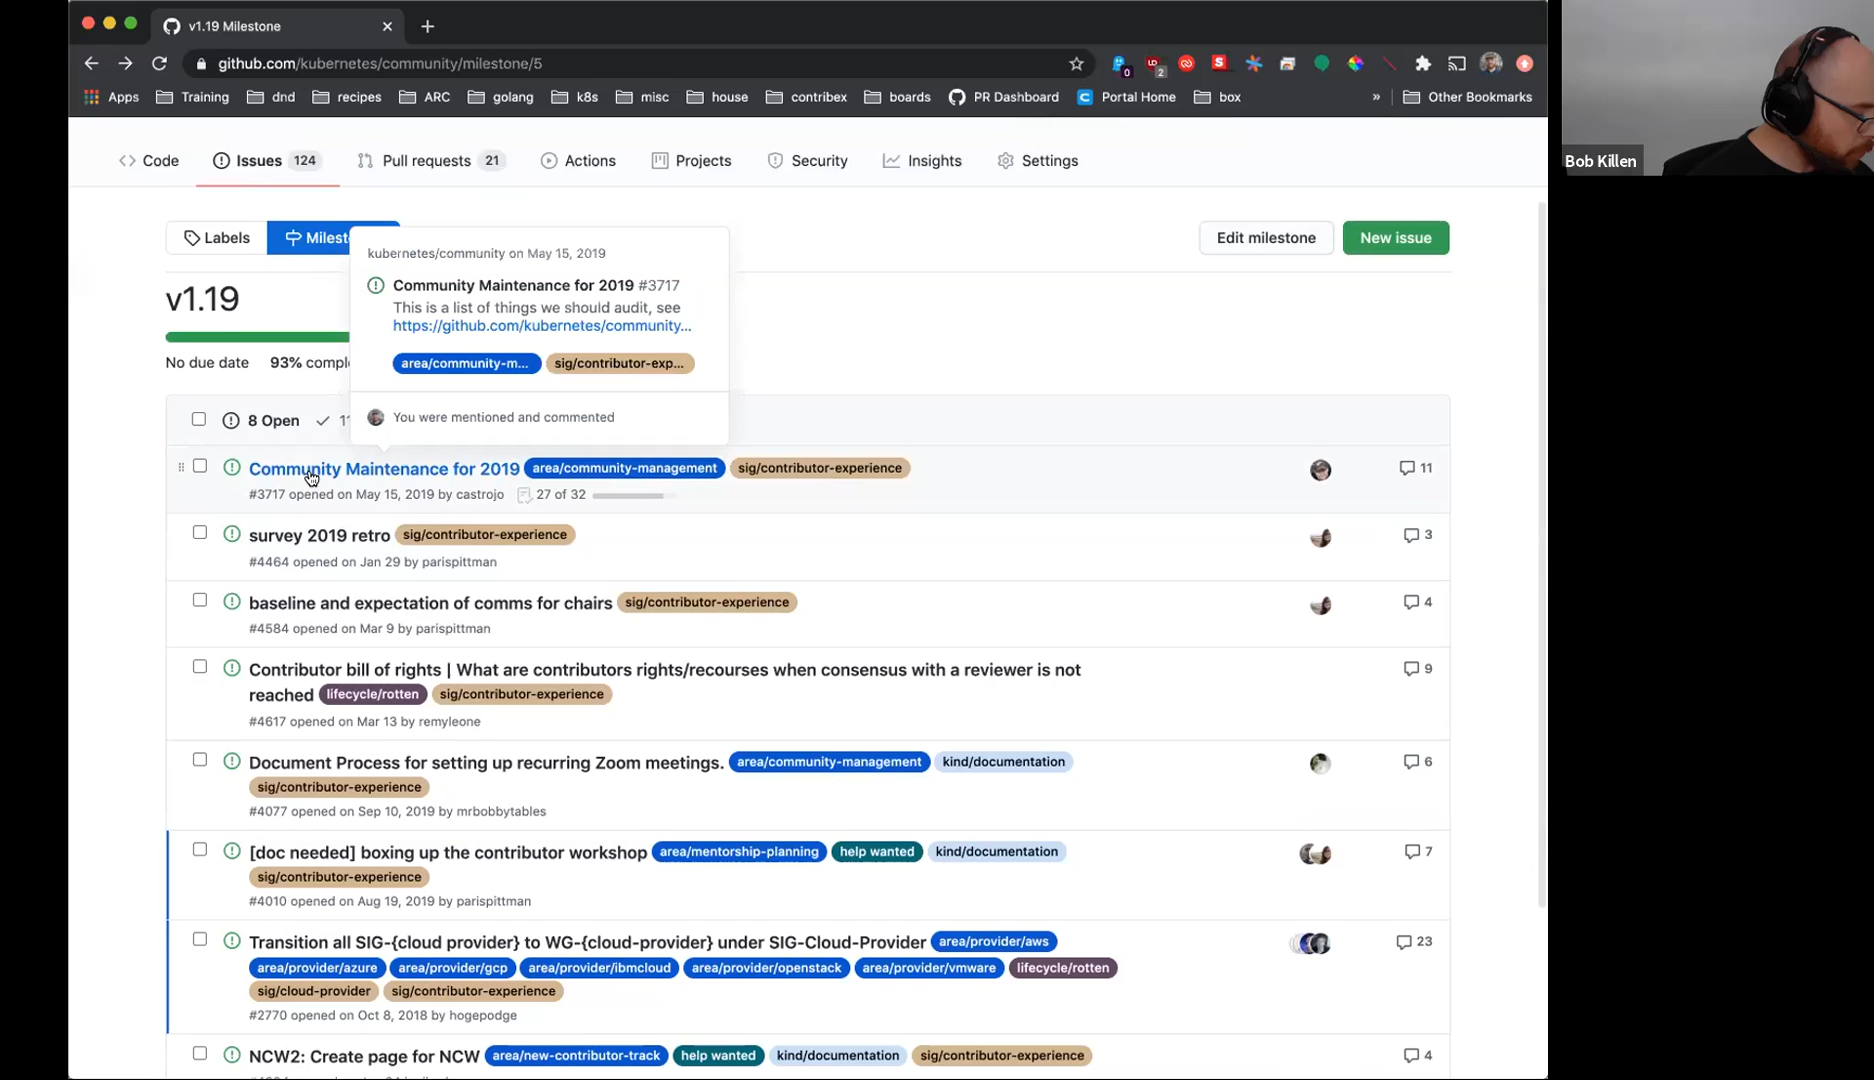 v1.19 Milestone
github.com/kubernetes/community/milestone/5
0
2
Apps Training dnd recipes ARC golang k8s misc house contribex boards PR Dashboard Portal Home box » Other Bookmarks
Bob Killen
Code Issues 124 Pull requests 21 Actions Projects Security Insights Settings
Labels Milest Edit milestone New issue
kubernetes/community on May 15, 2019
Community Maintenance for 2019 #3717
This is a list of things we should audit, see
https://github.com/kubernetes/community...
area/community-m... sig/contributor-exp...
You were mentioned and commented
v1.19
No due date 93% compl
8 Open
Community Maintenance for 2019 area/community-management sig/contributor-experience 11
#3717 opened on May 15, 2019 by castrojo 27 of 32
survey 2019 retro sig/contributor-experience 3
#4464 opened on Jan 29 by parispittman
baseline and expectation of comms for chairs sig/contributor-experience 4
#4584 opened on Mar 9 by parispittman
Contributor bill of rights | What are contributors rights/recourses when consensus with a reviewer is not 9
reached lifecycle/rotten sig/contributor-experience
#4617 opened on Mar 13 by remyleone
Document Process for setting up recurring Zoom meetings. area/community-management kind/documentation 6
sig/contributor-experience
#4077 opened on Sep 10, 2019 by mrbobbytables
[doc needed] boxing up the contributor workshop area/mentorship-planning help wanted kind/documentation 7
sig/contributor-experience
#4010 opened on Aug 19, 2019 by parispittman
Transition all SIG-{cloud provider} to WG-{cloud-provider} under SIG-Cloud-Provider area/provider/aws 23
area/provider/azure area/provider/gcp area/provider/ibmcloud area/provider/openstack area/provider/vmware lifecycle/rotten
sig/cloud-provider sig/contributor-experience
#2770 opened on Oct 8, 2018 by hogepodge
NCW2: Create page for NCW area/new-contributor-track help wanted kind/documentation sig/contributor-experience 4